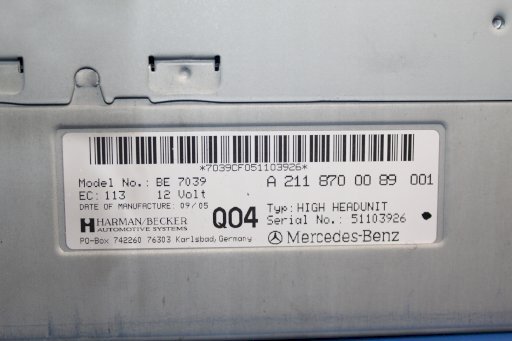 *7039CF051103926*
Model No.: BE 7039 A 211 870 00 89 001
EC: 113 12 Volt
DATE OF MANUFACTURE: 09/05 Typ: HIGH HEADUNIT
HARMAN/BECKER Q04 Serial No.: 51103926
AUTOMOTIVE SYSTEMS
PO-Box 742260 76303 Karlsbad, Germany Mercedes-Benz